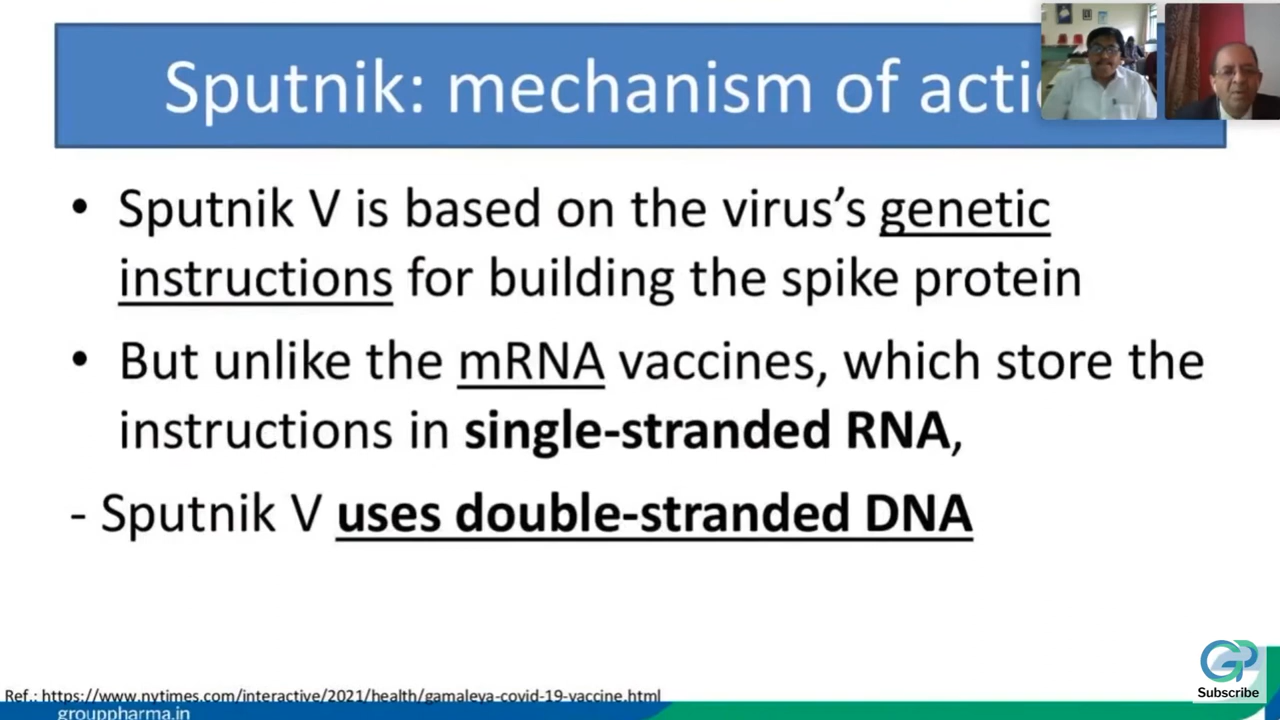 Sputnik: mechanism of acti
• Sputnik V is based on the virus’s genetic
instructions for building the spike protein
• But unlike the mRNA vaccines, which store the
instructions in single-stranded RNA,
- Sputnik V uses double-stranded DNA
GP
Subscribe
Ref.: https://www.nytimes.com/interactive/2021/health/gamaleya-covid-19-vaccine.html
grouppharma.in